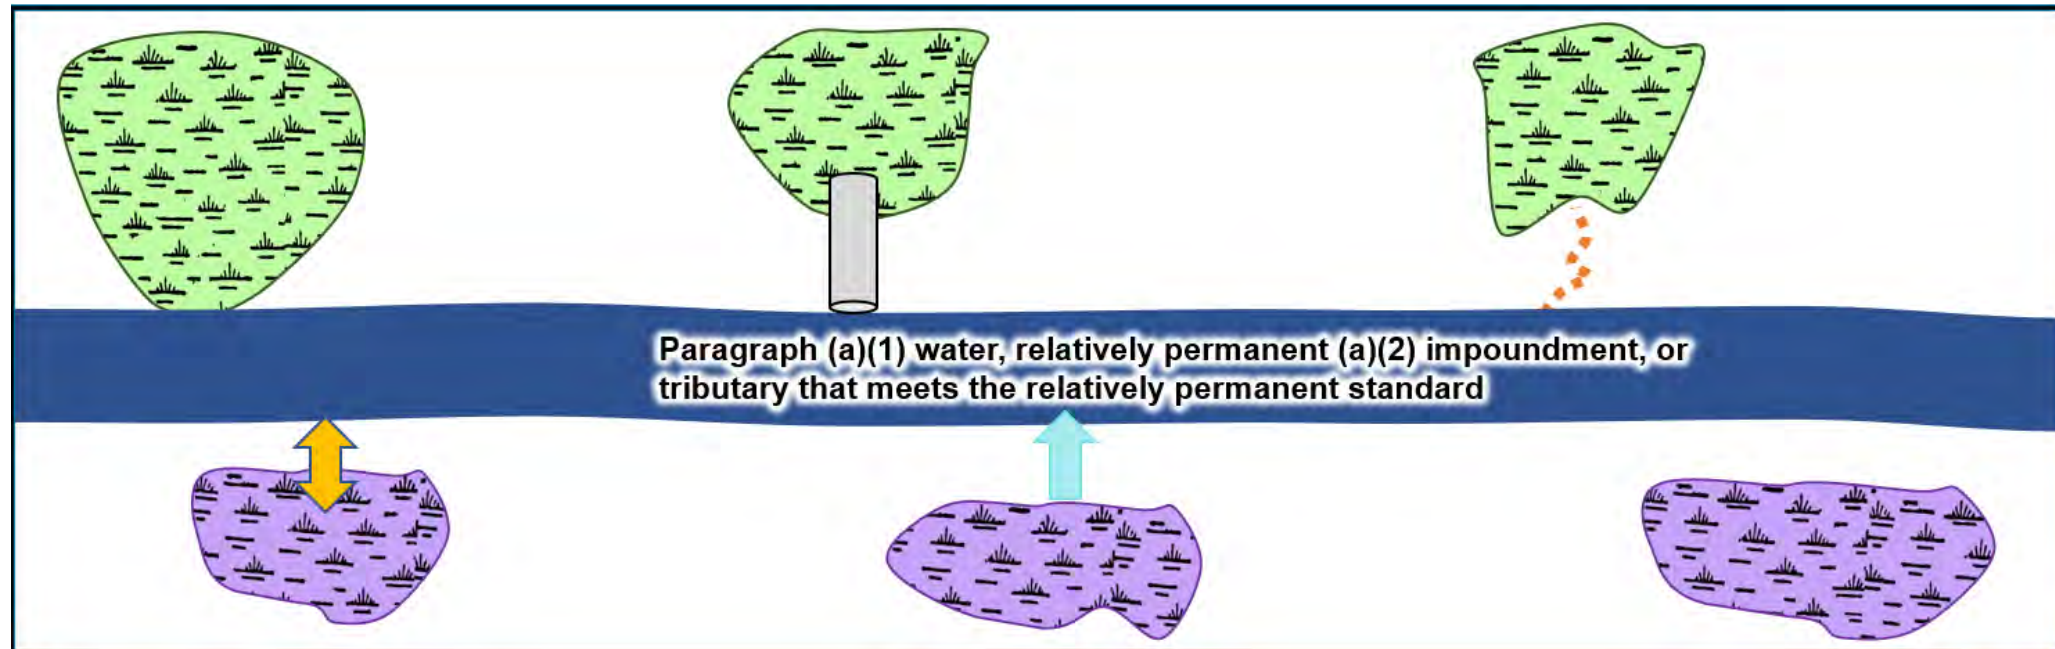 Paragraph (a)(1) water, relatively permanent (a)(2) impoundment, or
tributary that meets the relatively permanent standard